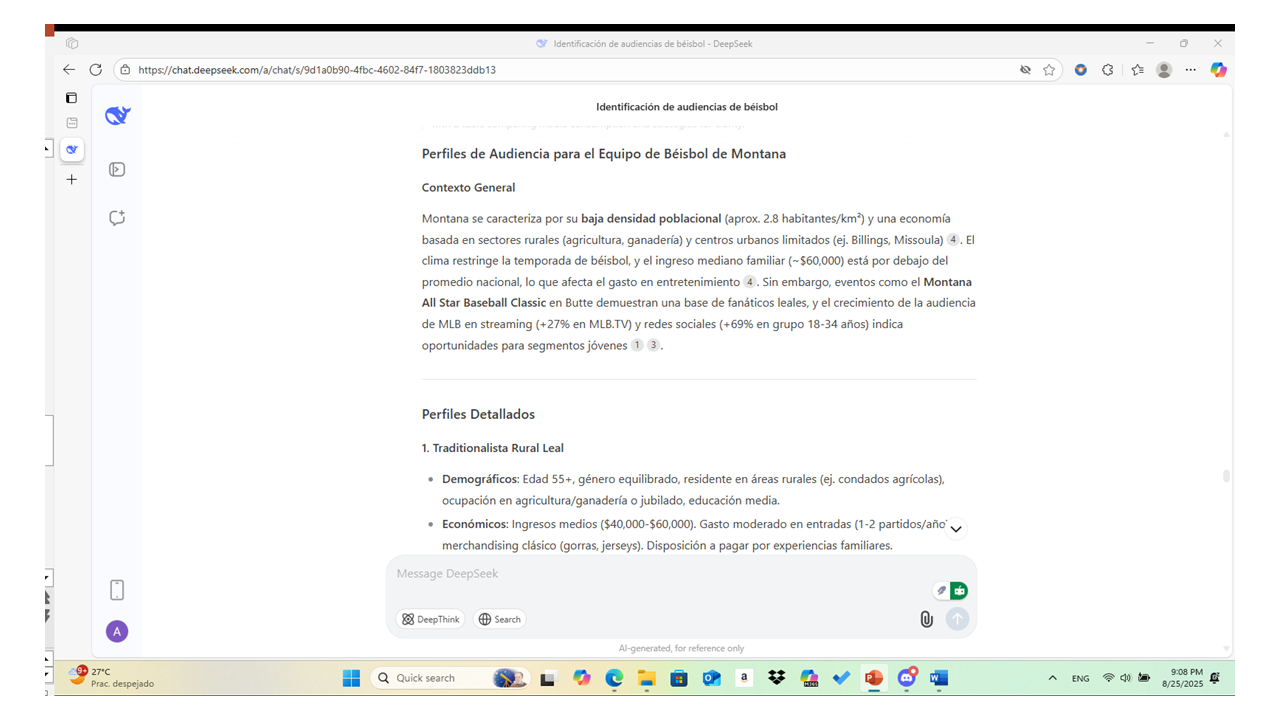 Identificación de audiencias de béisbol - DeepSeek
https://chat.deepseek.com/a/chat/s/9d1a0b90-4fbc-4602-84f7-1803823ddb13
Identificación de audiencias de béisbol
Perfiles de Audiencia para el Equipo de Béisbol de Montana
Contexto General
Montana se caracteriza por su baja densidad poblacional (aprox. 2.8 habitantes/km²) y una economía
basada en sectores rurales (agricultura, ganadería) y centros urbanos limitados (ej. Billings, Missoula) 4 . El
clima restringe la temporada de béisbol, y el ingreso mediano familiar (~$60,000) está por debajo del
promedio nacional, lo que afecta el gasto en entretenimiento 4 . Sin embargo, eventos como el Montana
All Star Baseball Classic en Butte demuestran una base de fanáticos leales, y el crecimiento de la audiencia
de MLB en streaming (+27% en MLB.TV) y redes sociales (+69% en grupo 18-34 años) indica
oportunidades para segmentos jóvenes 1 3 .
Perfiles Detallados
1. Traditionalista Rural Leal
• Demográficos: Edad 55+, género equilibrado, residente en áreas rurales (ej. condados agrícolas),
ocupación en agricultura/ganadería o jubilado, educación media.
• Económicos: Ingresos medios ($40,000-$60,000). Gasto moderado en entradas (1-2 partidos/año
merchandising clásico (gorras, jerseys). Disposición a pagar por experiencias familiares.
Message DeepSeek
DeepThink Search
A
AI-generated, for reference only
9+
27°C
Prac. despejado
Quick search
a
M365
ENG
9:08 PM
8/25/2025